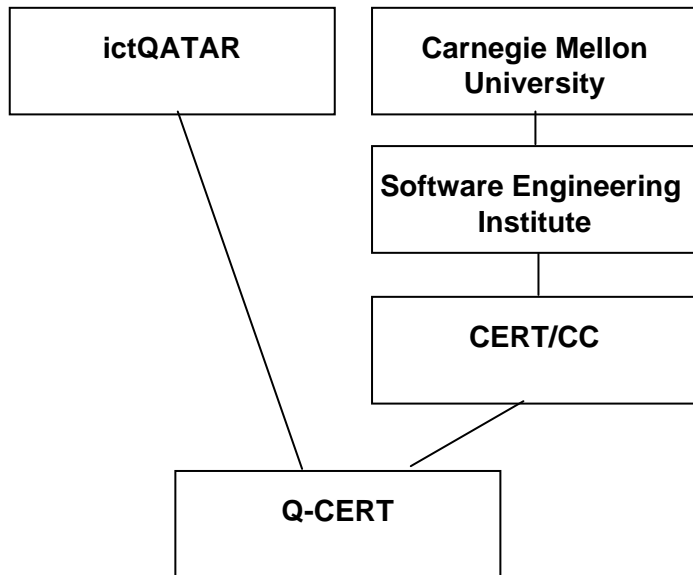 ictQATAR
Carnegie Mellon
University
Software Engineering
Institute
CERT/CC
Q-CERT